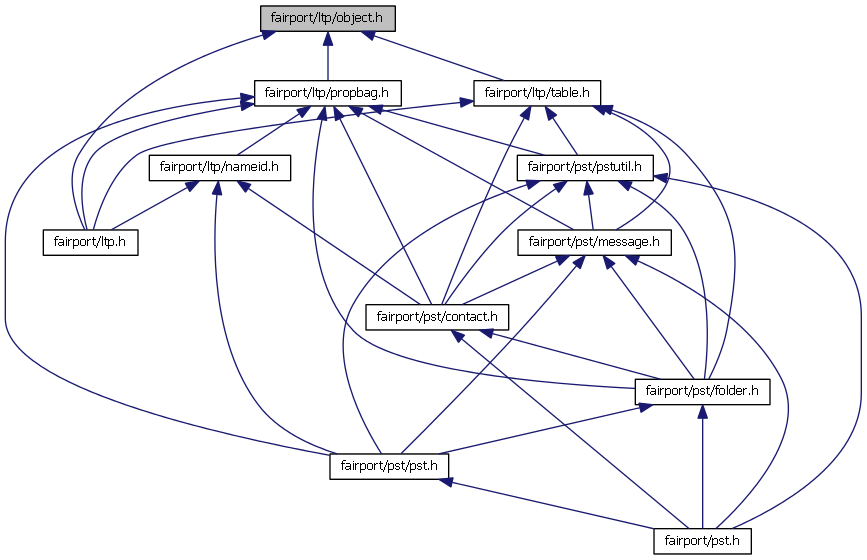 fairport/ltp/object.h
fairport/ltp/propbag.h
fairport/ltp/table.h
fairport/ltp/nameid.h
fairport/pst/pstutil.h
fairport/ltp.h
fairport/pst/message.h
fairport/pst/contact.h
fairport/pst/folder.h
fairport/pst/pst.h
fairport/pst.h